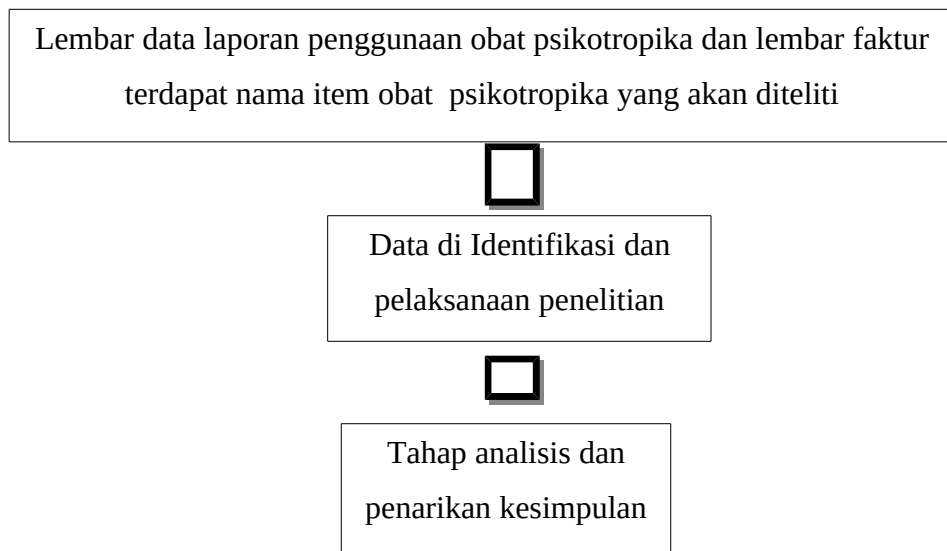 Lembar data laporan penggunaan obat psikotropika dan lembar faktur
terdapat nama item obat psikotropika yang akan diteliti
Data di Identifikasi dan
pelaksanaan penelitian
Tahap analisis dan
penarikan kesimpulan